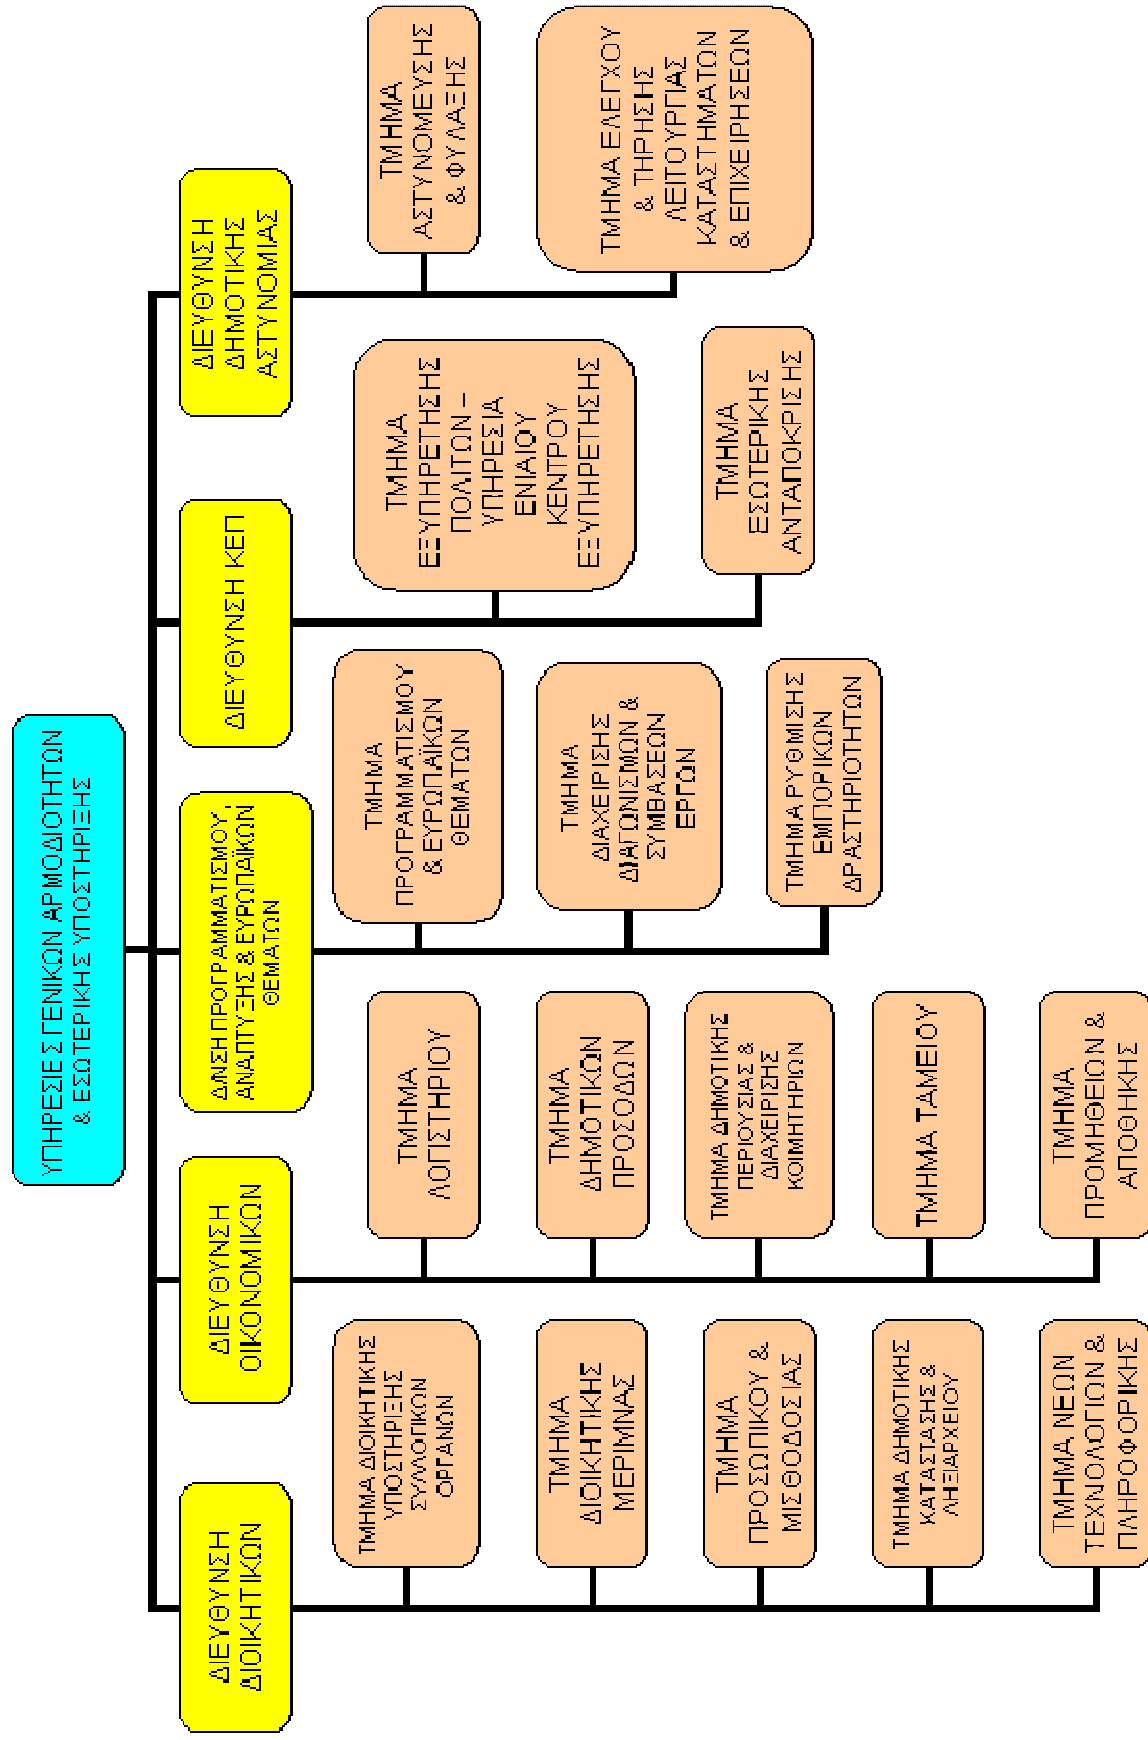 ΥΠΗΡΕΣΙΕΣ ΓΕΝΙΚΩΝ ΑΡΜΟΔΙΟΤΗΤΩΝ
& ΕΣΩΤΕΡΙΚΗΣ ΥΠΟΣΤΗΡΙΞΗΣ
ΔΙΕΥΘΥΝΣΗ
ΔΙΟΙΚΗΤΙΚΩΝ
ΤΜΗΜΑ ΔΙΟΙΚΗΤΙΚΗΣ
ΥΠΟΣΤΗΡΙΞΗΣ
ΣΥΛΛΟΓΙΚΩΝ
ΟΡΓΑΝΩΝ
ΤΜΗΜΑ
ΔΙΟΙΚΗΤΙΚΗΣ
ΜΕΡΙΜΝΑΣ
ΤΜΗΜΑ
ΠΡΟΣΩΠΙΚΟΥ &
ΜΙΣΘΟΔΟΣΙΑΣ
ΤΜΗΜΑ ΔΗΜΟΤΙΚΗΣ
ΚΑΤΑΣΤΑΣΗΣ &
ΛΗΞΙΑΡΧΕΙΟΥ
ΤΜΗΜΑ ΝΕΩΝ
ΤΕΧΝΟΛΟΓΙΩΝ &
ΠΛΗΡΟΦΟΡΙΚΗΣ
ΔΙΕΥΘΥΝΣΗ
ΟΙΚΟΝΟΜΙΚΩΝ
ΤΜΗΜΑ
ΛΟΓΙΣΤΗΡΙΟΥ
ΤΜΗΜΑ
ΔΗΜΟΤΙΚΩΝ
ΠΡΟΣΟΔΩΝ
ΤΜΗΜΑ ΔΗΜΟΤΙΚΗΣ
ΠΕΡΙΟΥΣΙΑΣ &
ΔΙΑΧΕΙΡΙΣΗΣ
ΚΟΙΜΗΤΗΡΙΩΝ
ΤΜΗΜΑ ΤΑΜΕΙΟΥ
ΤΜΗΜΑ
ΠΡΟΜΗΘΕΙΩΝ &
ΑΠΟΘΗΚΗΣ
ΔΝΣΗ ΠΡΟΓΡΑΜΜΑΤΙΣΜΟΥ,
ΑΝΑΠΤΥΞΗΣ & ΕΥΡΩΠΑΪΚΩΝ
ΘΕΜΑΤΩΝ
ΤΜΗΜΑ
ΠΡΟΓΡΑΜΜΑΤΙΣΜΟΥ
& ΕΥΡΩΠΑΪΚΩΝ
ΘΕΜΑΤΩΝ
ΤΜΗΜΑ
ΔΙΑΧΕΙΡΙΣΗΣ
ΔΙΑΓΩΝΙΣΜΩΝ &
ΣΥΜΒΑΣΕΩΝ
ΕΡΓΩΝ
ΤΜΗΜΑ ΡΥΘΜΙΣΗΣ
ΕΜΠΟΡΙΚΩΝ
ΔΡΑΣΤΗΡΙΟΤΗΤΩΝ
ΔΙΕΥΘΥΝΣΗ ΚΕΠ
ΤΜΗΜΑ
ΕΞΥΠΗΡΕΤΗΣΗΣ
ΠΟΛΙΤΩΝ –
ΥΠΗΡΕΣΙΑ
ΕΝΙΑΙΟΥ
ΚΕΝΤΡΟΥ
ΕΞΥΠΗΡΕΤΗΣΗΣ
ΤΜΗΜΑ
ΕΣΩΤΕΡΙΚΗΣ
ΑΝΤΑΠΟΚΡΙΣΗΣ
ΔΙΕΥΘΥΝΣΗ
ΔΗΜΟΤΙΚΗΣ
ΑΣΤΥΝΟΜΙΑΣ
ΤΜΗΜΑ
ΑΣΤΥΝΟΜΕΥΣΗΣ
& ΦΥΛΑΞΗΣ
ΤΜΗΜΑ ΕΛΕΓΧΟΥ
& ΤΗΡΗΣΗΣ
ΛΕΙΤΟΥΡΓΙΑΣ
ΚΑΤΑΣΤΗΜΑΤΩΝ
& ΕΠΙΧΕΙΡΗΣΕΩΝ